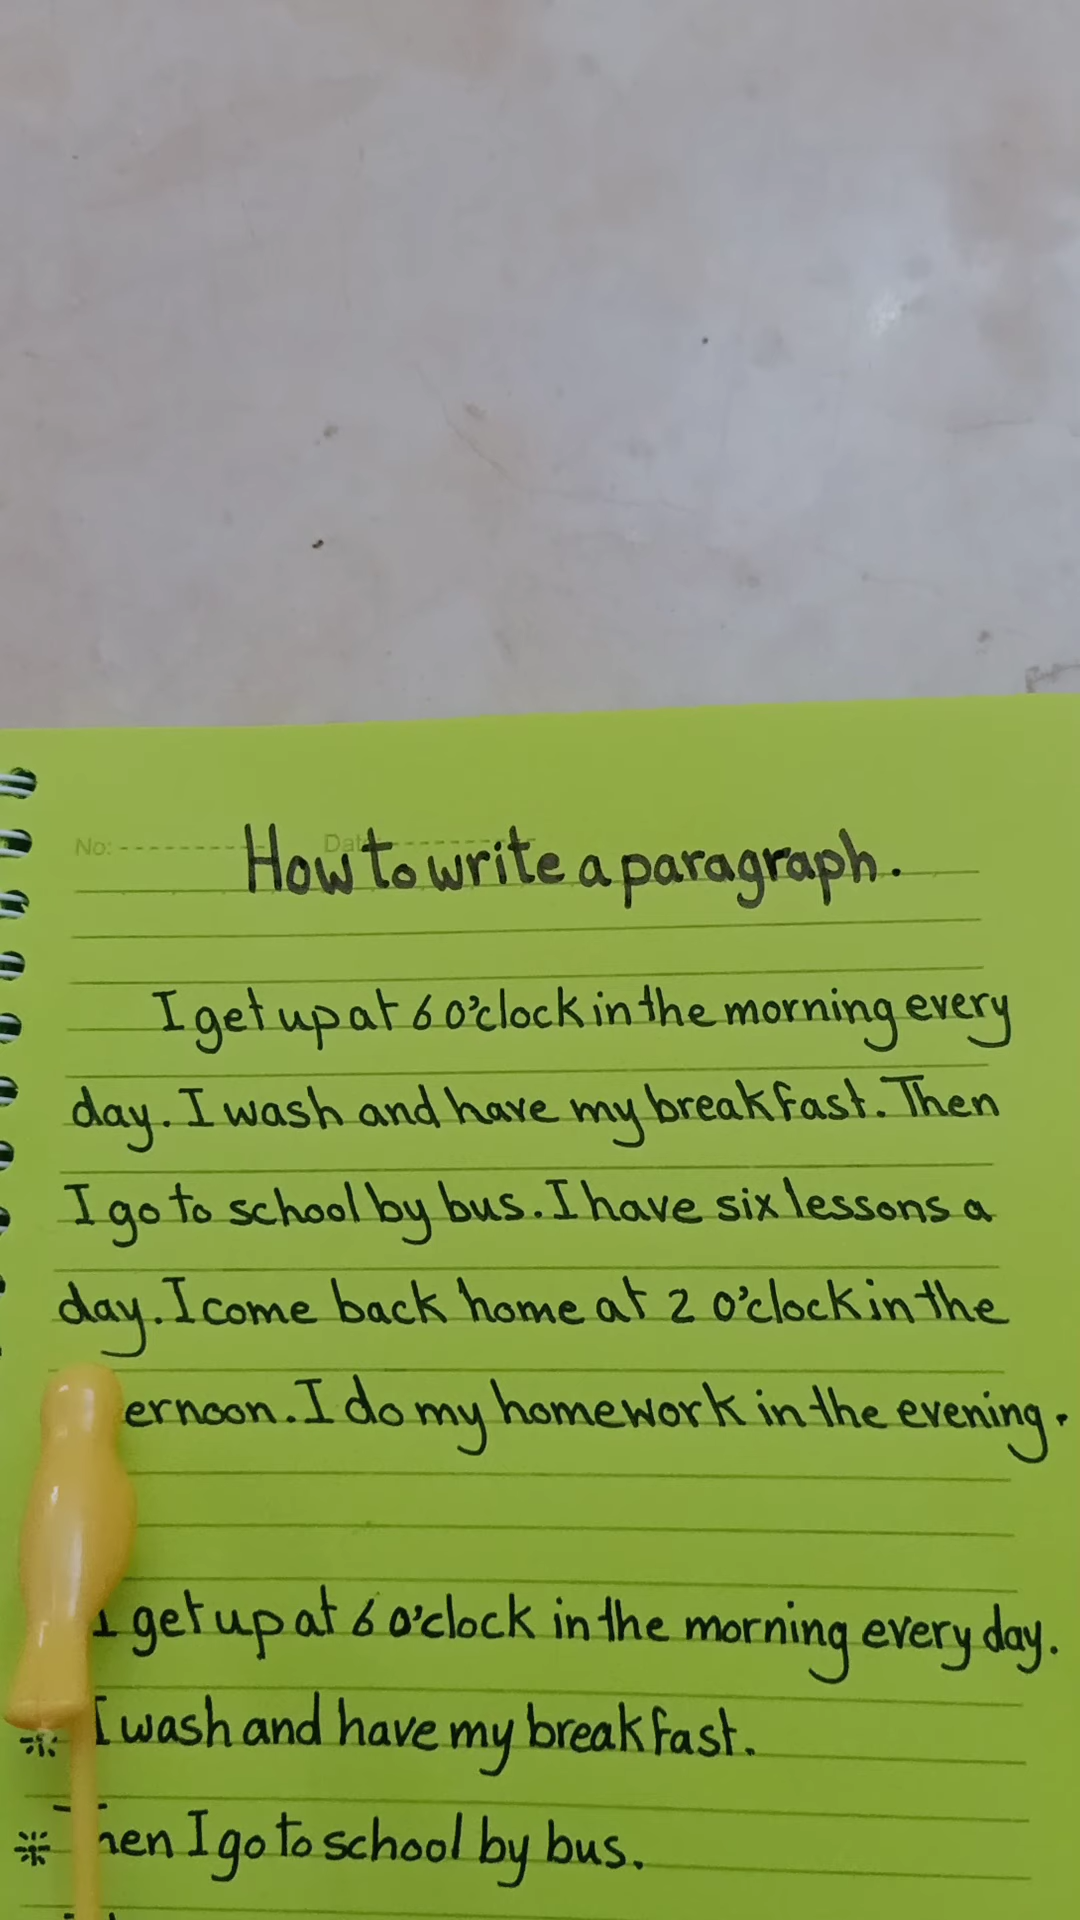 No: Date:
How to write a paragraph.
I get up at 6 o'clock in the morning every
day. I wash and have my breakfast. Then
I go to school by bus. I have six lessons a
day. I come back home at 2 o'clock in the
ernoon. I do my homework in the evening.
I get up at 6 o'clock in the morning every day.
I wash and have my breakfast.
Then I go to school by bus.